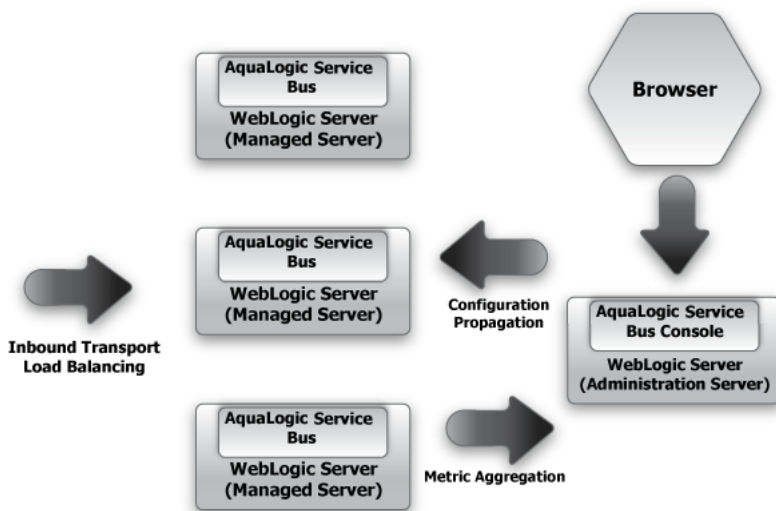 AquaLogic Service
Bus
WebLogic Server
(Managed Server)
Browser
AquaLogic Service
Bus
WebLogic Server
(Managed Server)
Inbound Transport
Load Balancing
Configuration
Propagation
AquaLogic Service
Bus Console
WebLogic Server
(Administration Server)
AquaLogic Service
Bus
WebLogic Server
(Managed Server)
Metric Aggregation